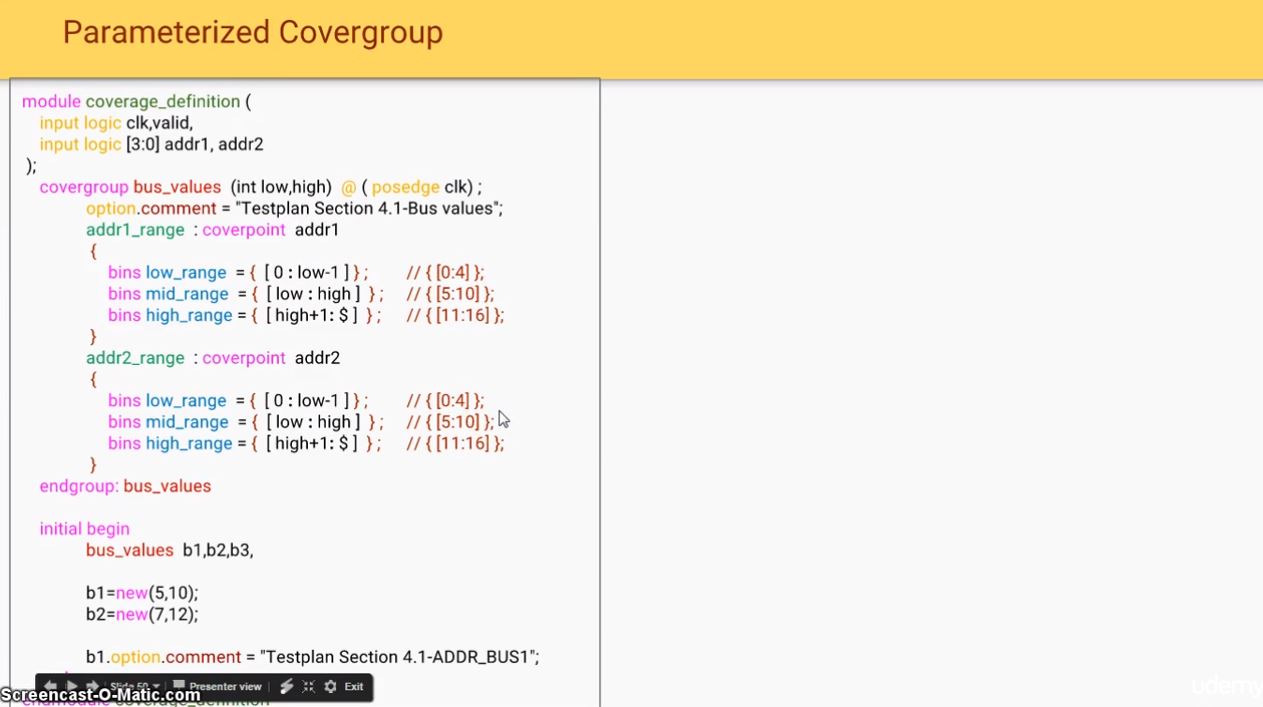 Parameterized Covergroup
module coverage_definition (
input logic clk,valid,
input logic [3:0] addr1, addr2
);
covergroup bus_values (int low,high) @ ( posedge clk) ;
option.comment = "Testplan Section 4.1-Bus values";
addr1_range : coverpoint addr1
{
bins low_range = { [ 0 : low-1 ] } ; // { [0:4] };
bins mid_range = { [ low : high ] } ; // { [5:10] };
bins high_range = { [ high+1: $ ] } ; // { [11:16] };
}
addr2_range : coverpoint addr2
{
bins low_range = { [ 0 : low-1 ] } ; // { [0:4] };
bins mid_range = { [ low : high ] } ; // { [5:10] };
bins high_range = { [ high+1: $ ] } ; // { [11:16] };
}
endgroup: bus_values
initial begin
bus_values b1,b2,b3,
b1=new(5,10);
b2=new(7,12);
b1.option.comment = "Testplan Section 4.1-ADDR_BUS1";
Slide 50 Presenter view Exit
Screencast-O-Matic.com
endmodule coverage_definition
udemy